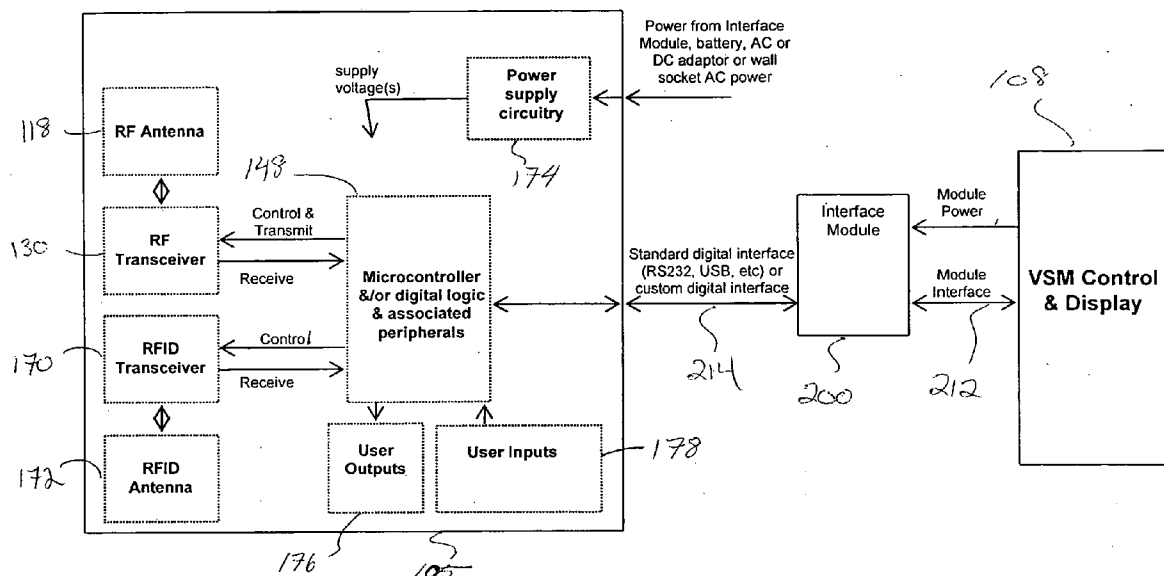 Power from Interface
Module, battery, AC or
DC adaptor or wall
socket AC power
108
supply
voltage(s)
Power
supply
circuitry
174
118
RF Antenna
148
Control &
Transmit
130
RF
Transceiver
Receive
Microcontroller
&/or digital logic
& associated
peripherals
Standard digital interface
(RS232, USB, etc) or
custom digital interface
Interface
Module
Module
Power
Module
Interface
VSM Control
& Display
170
RFID
Transceiver
Control
Receive
214
200
212
172
RFID
Antenna
User
Outputs
User Inputs
178
176
105